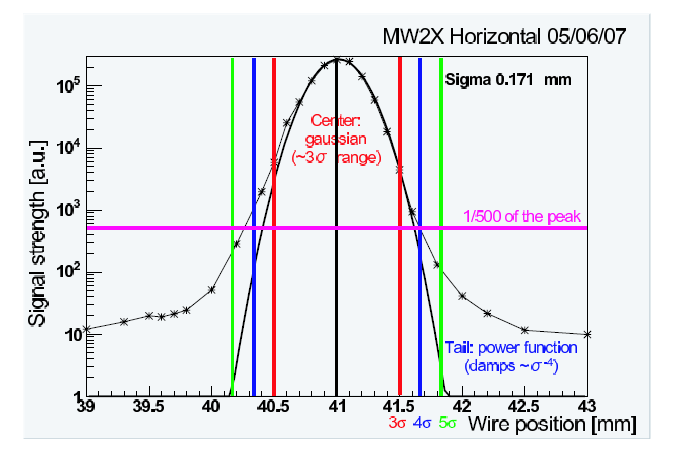 MW2X Horizontal 05/06/07
Sigma 0.171 mm
Center:
gaussian
(~3σ range)
1/500 of the peak
Tail: power function
(damps ~σ-4)
Signal strength [a.u.]
105
104
103
102
10
1
39 39.5 40 40.5 41 41.5 42 42.5 43
3σ 4σ 5σ Wire position [mm]